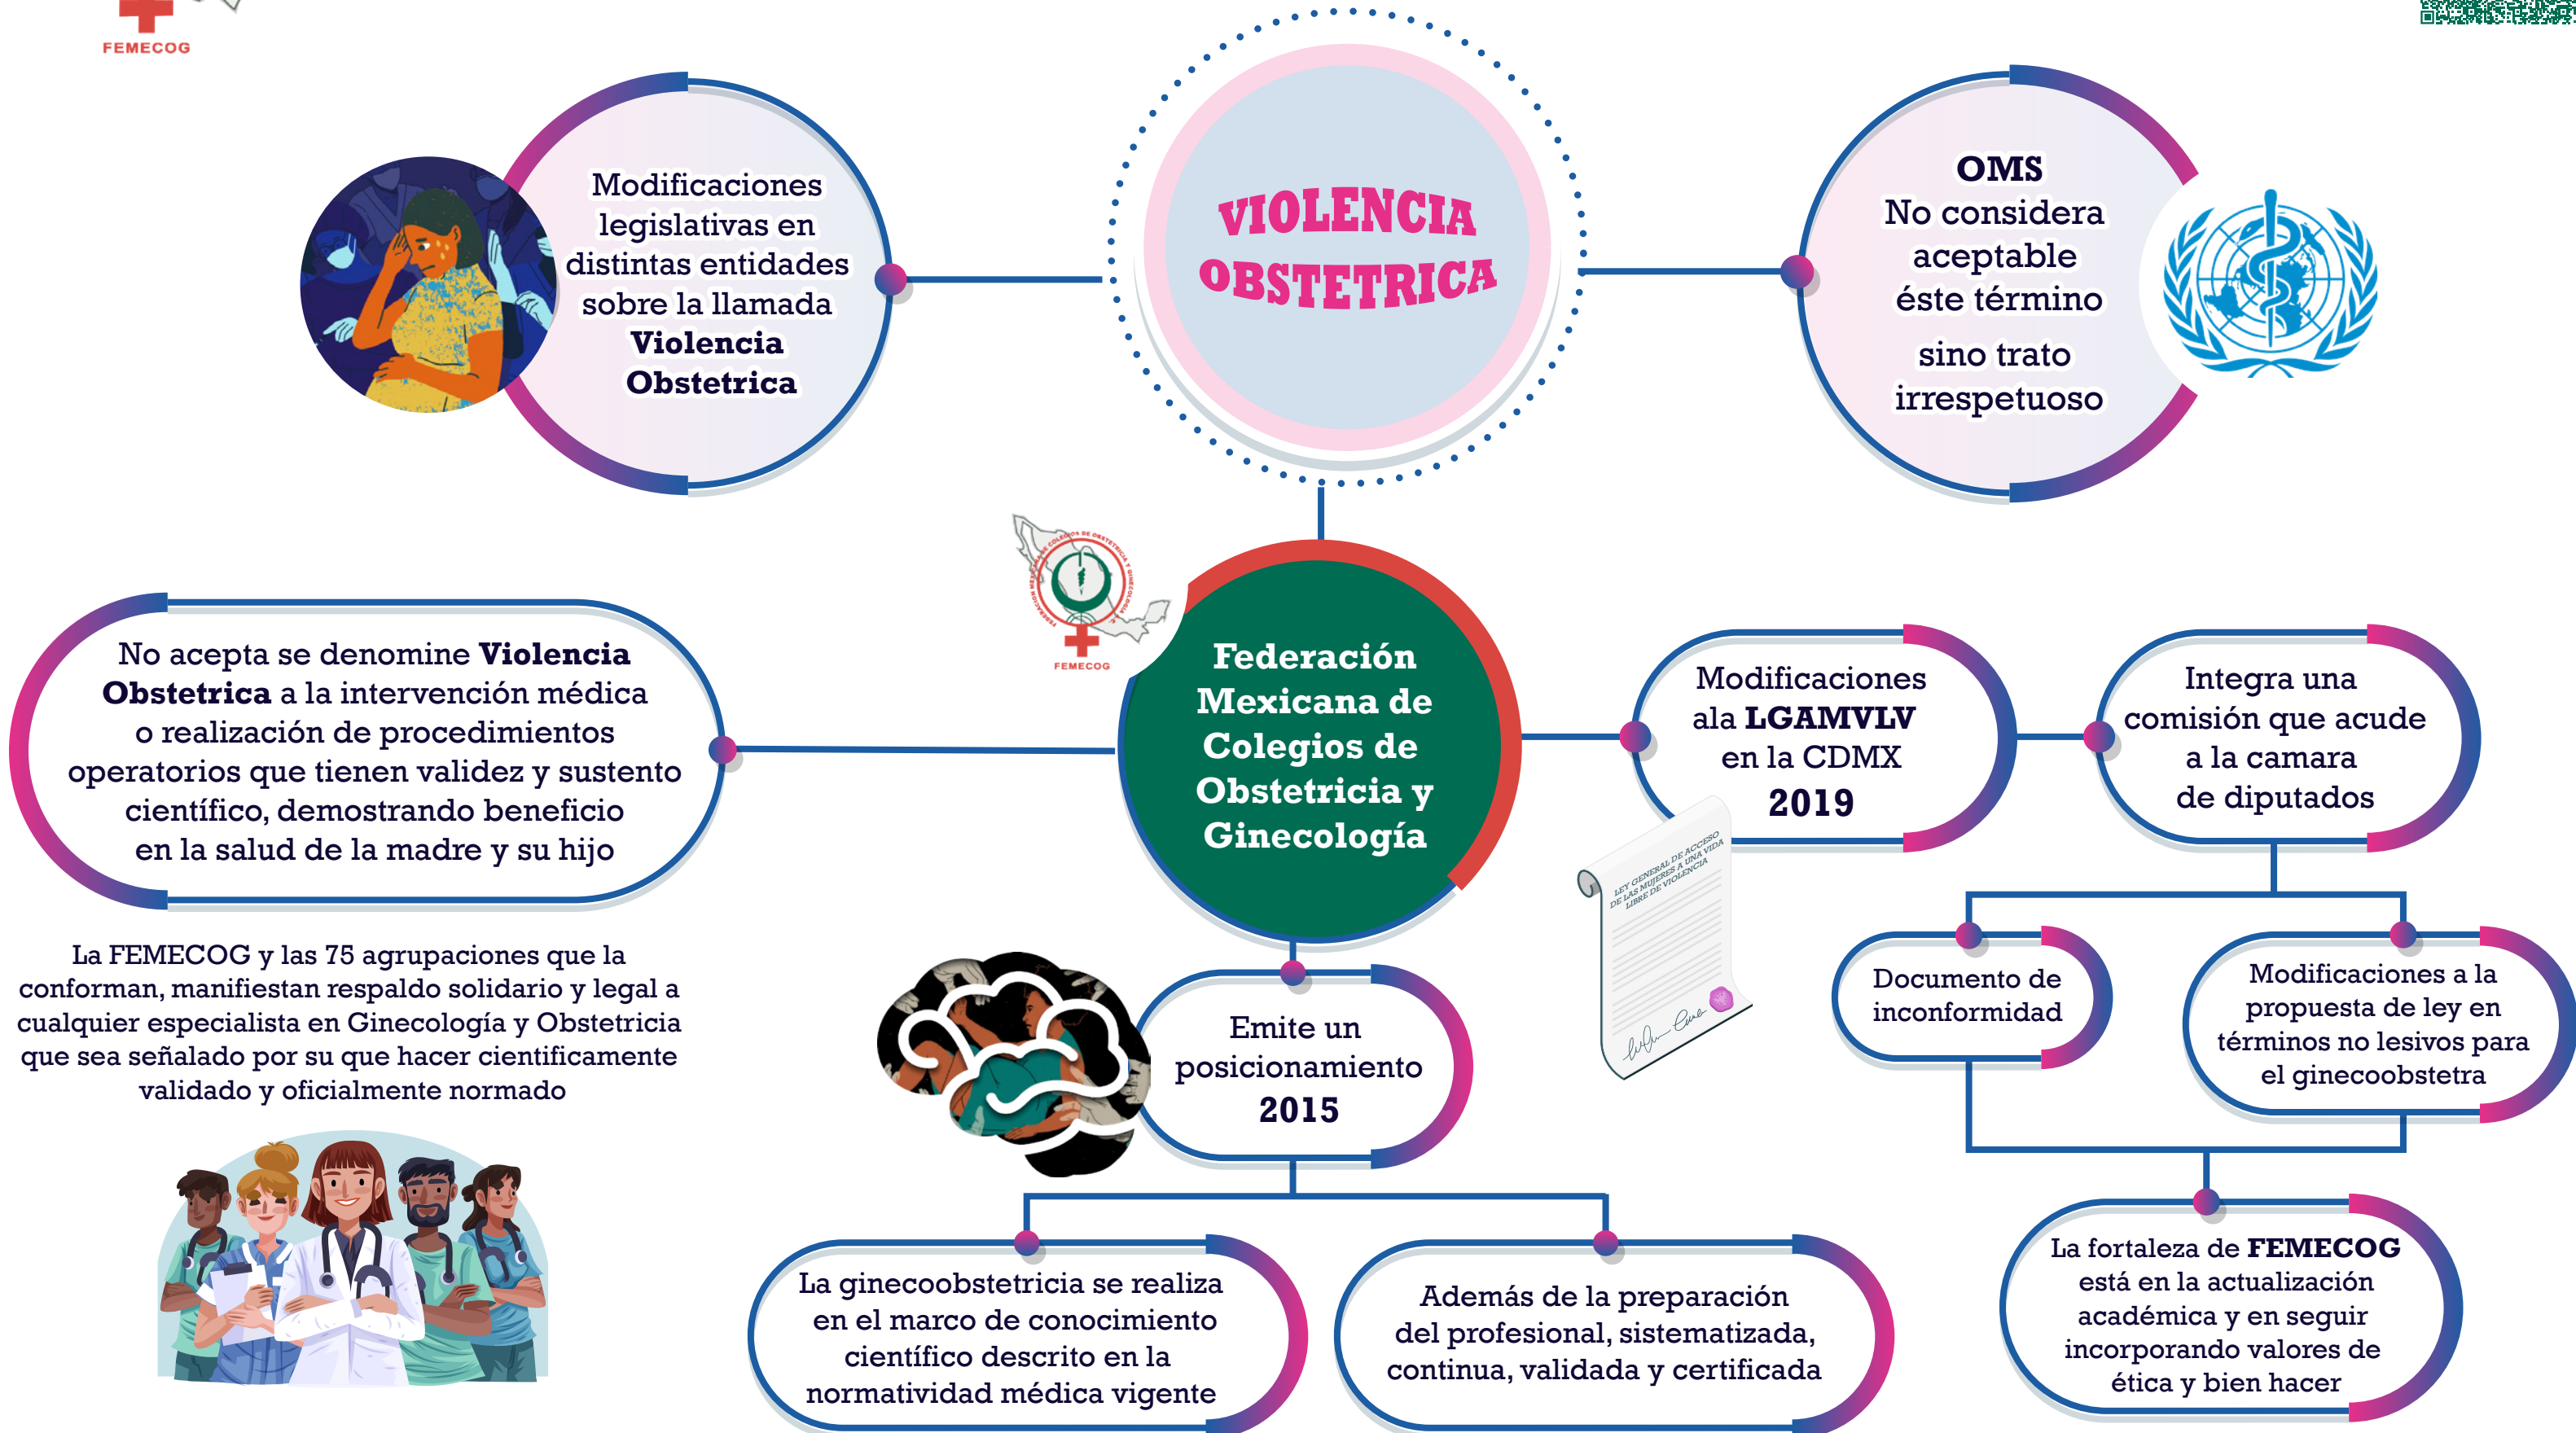 FEMECOG
VIOLENCIA
OBSTETRICA
Modificaciones
legislativas en
distintas entidades
sobre la llamada
Violencia
Obstetrica
OMS
No considera
aceptable
éste término
sino trato
irrespetuoso
FEDERACION MEXICANA DE COLEGIOS DE OBSTETRICIA Y GINECOLOGIA A.C.
FEMECOG
Federación
Mexicana de
Colegios de
Obstetricia y
Ginecología
No acepta se denomine Violencia
Obstetrica a la intervención médica
o realización de procedimientos
operatorios que tienen validez y sustento
científico, demostrando beneficio
en la salud de la madre y su hijo
La FEMECOG y las 75 agrupaciones que la
conforman, manifiestan respaldo solidario y legal a
cualquier especialista en Ginecología y Obstetricia
que sea señalado por su que hacer cientificamente
validado y oficialmente normado
Modificaciones
ala LGAMVLV
en la CDMX
2019
LEY GENERAL DE ACCESO
DE LAS MUJERES A UNA VIDA
LIBRE DE VIOLENCIA
Integra una
comisión que acude
a la camara
de diputados
Documento de
inconformidad
Modificaciones a la
propuesta de ley en
términos no lesivos para
el ginecoobstetra
La fortaleza de FEMECOG
está en la actualización
académica y en seguir
incorporando valores de
ética y bien hacer
Emite un
posicionamiento
2015
La ginecoobstetricia se realiza
en el marco de conocimiento
científico descrito en la
normatividad médica vigente
Además de la preparación
del profesional, sistematizada,
continua, validada y certificada